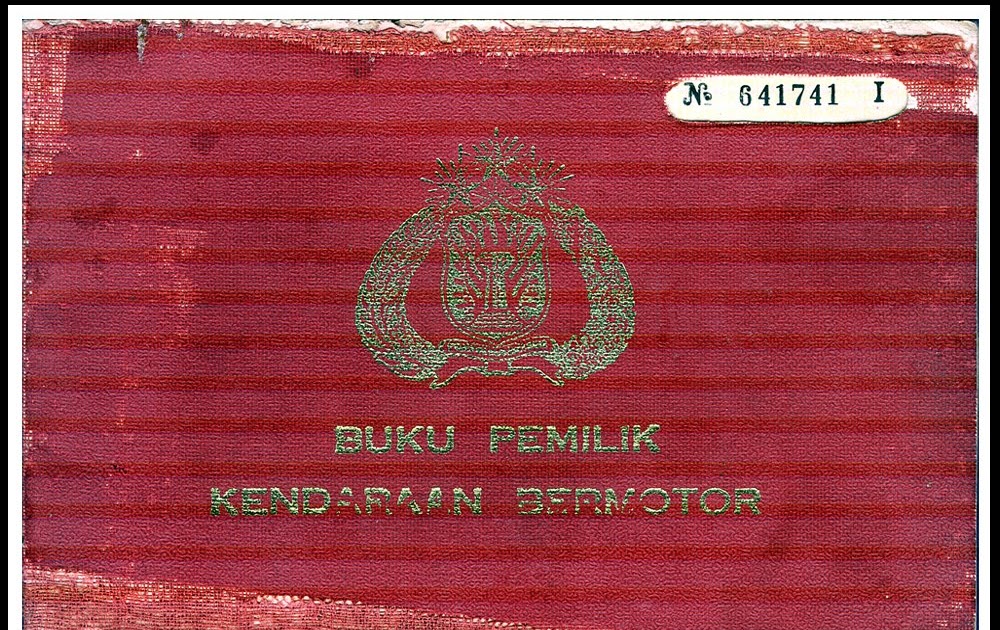 № 641741 I
BUKU PEMILIK
KENDARAAN BERMOTOR